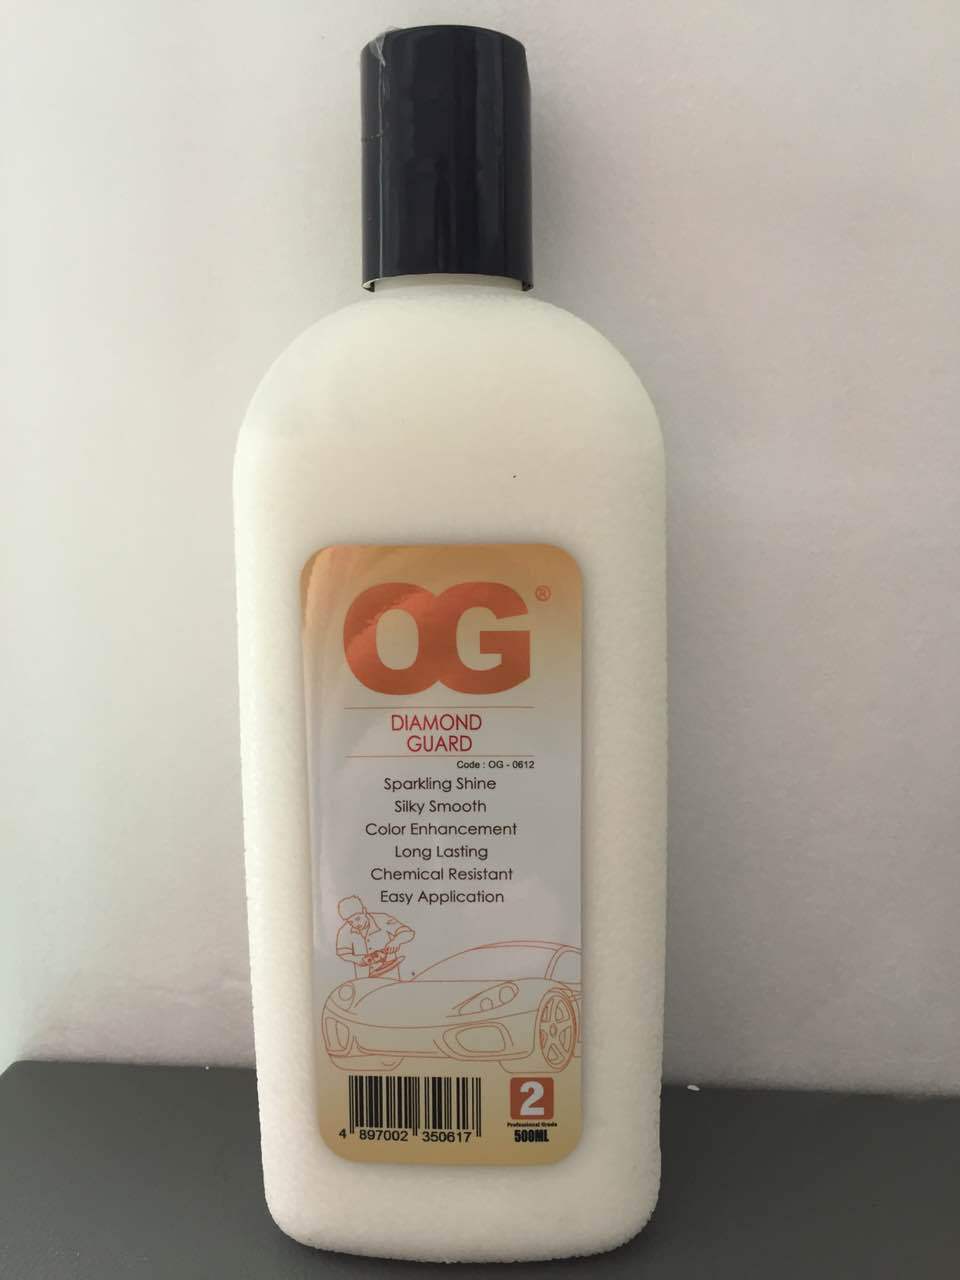 OG®
DIAMOND
GUARD
Code : OG - 0612
Sparkling Shine
Silky Smooth
Color Enhancement
Long Lasting
Chemical Resistant
Easy Application
2
Professional Grade
500ML
4 897002 350617